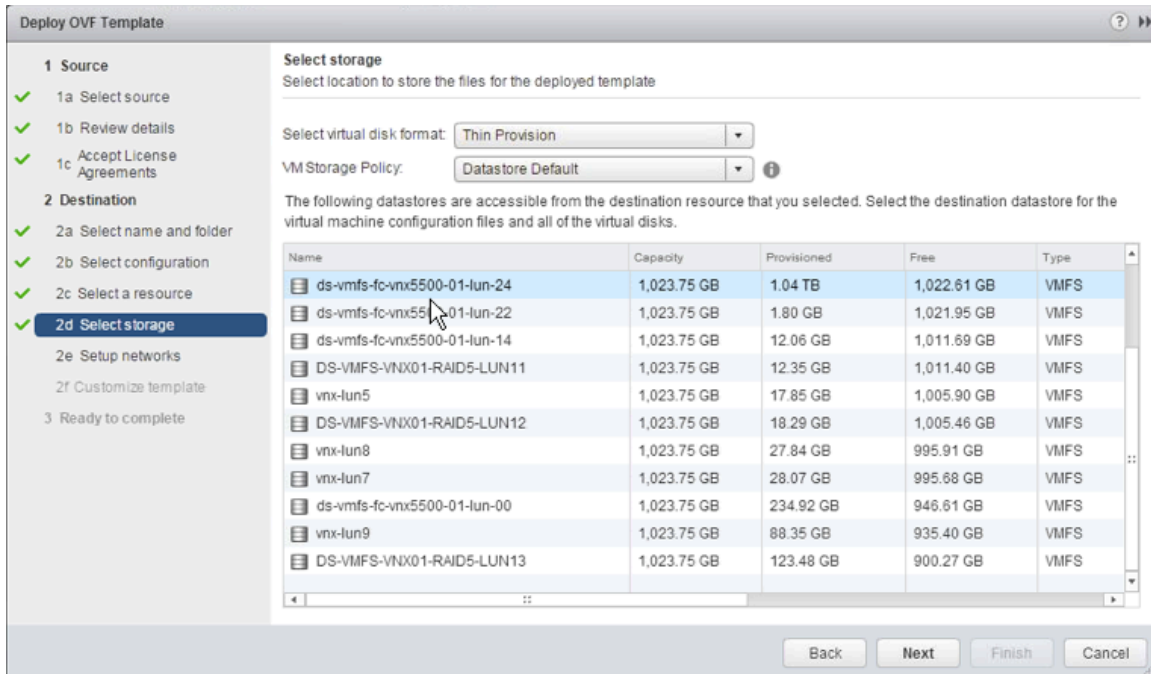 Deploy OVF Template
1 Source
1a Select source
1b Review details
1c Accept License
Agreements
2 Destination
2a Select name and folder
2b Select configuration
2c Select a resource
2d Select storage
2e Setup networks
2f Customize template
3 Ready to complete
Select storage
Select location to store the files for the deployed template
Select virtual disk format: Thin Provision
VM Storage Policy: Datastore Default
The following datastores are accessible from the destination resource that you selected. Select the destination datastore for the
virtual machine configuration files and all of the virtual disks.
Name Capacity Provisioned Free Type
ds-vmfs-fc-vnx5500-01-lun-24 1,023.75 GB 1.04 TB 1,022.61 GB VMFS
ds-vmfs-fc-vnx5500-01-lun-22 1,023.75 GB 1.80 GB 1,021.95 GB VMFS
ds-vmfs-fc-vnx5500-01-lun-14 1,023.75 GB 12.06 GB 1,011.69 GB VMFS
DS-VMFS-VNX01-RAID5-LUN11 1,023.75 GB 12.35 GB 1,011.40 GB VMFS
vnx-lun5 1,023.75 GB 17.85 GB 1,005.90 GB VMFS
DS-VMFS-VNX01-RAID5-LUN12 1,023.75 GB 18.29 GB 1,005.46 GB VMFS
vnx-lun8 1,023.75 GB 27.84 GB 995.91 GB VMFS
vnx-lun7 1,023.75 GB 28.07 GB 995.68 GB VMFS
ds-vmfs-fc-vnx5500-01-lun-00 1,023.75 GB 234.92 GB 946.61 GB VMFS
vnx-lun9 1,023.75 GB 88.35 GB 935.40 GB VMFS
DS-VMFS-VNX01-RAID5-LUN13 1,023.75 GB 123.48 GB 900.27 GB VMFS
Back Next Finish Cancel